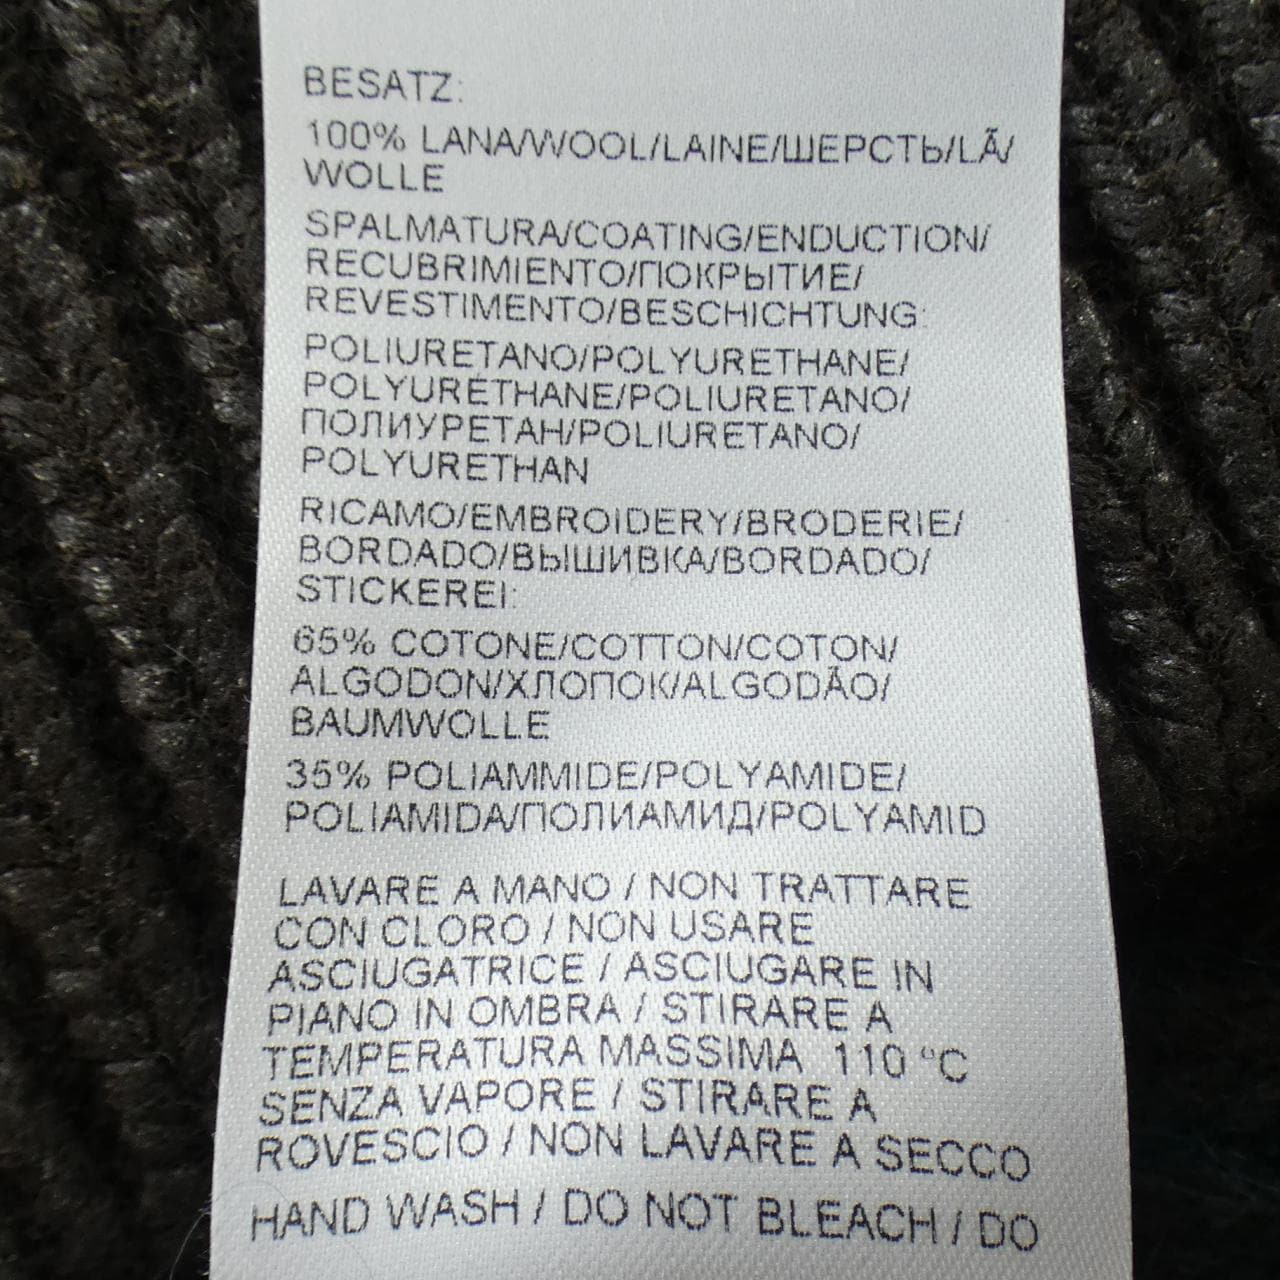 BESATZ:
100% LANA/WOOL/LAINE/ШЕРСТЬ/LÃ/
WOLLE
SPALMATURA/COATING/ENDUCTION/
RECUBRIMIENTO/ПОКРЫТИЕ/
REVESTIMENTO/BESCHICHTUNG:
POLIURETANO/POLYURETHANE/
POLYURÉTHANE/POLIURETANO/
ПОЛИУРЕТАН/POLIURETANO/
POLYURETHAN
RICAMO/EMBROIDERY/BRODERIE/
BORDADO/ВЫШИВКА/BORDADO/
STICKEREI:
65% COTONE/COTTON/COTON/
ALGODON/ХЛОПОК/ALGODÃO/
BAUMWOLLE
35% POLIAMMIDE/POLYAMIDE/
POLIAMIDA/ПОЛИАМИД/POLYAMID
LAVARE A MANO / NON TRATTARE
CON CLORO / NON USARE
ASCIUGATRICE / ASCIUGARE IN
PIANO IN OMBRA / STIRARE A
TEMPERATURA MASSIMA 110 °C
SENZA VAPORE / STIRARE A
ROVESCIO / NON LAVARE A SECCO
HAND WASH / DO NOT BLEACH / DO